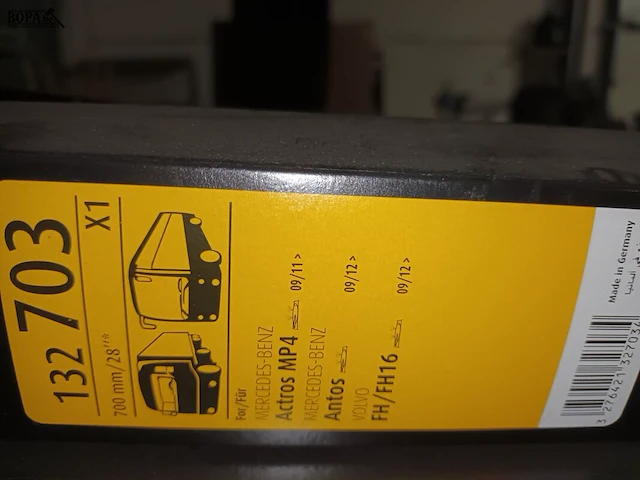 BOPA
132 703
700 mm/28" X1
For/Für
MERCEDES-BENZ
Actros MP4 09/11 >
MERCEDES-BENZ
Antos 09/12 >
VOLVO
FH/FH16 09/12 >
Made in Germany